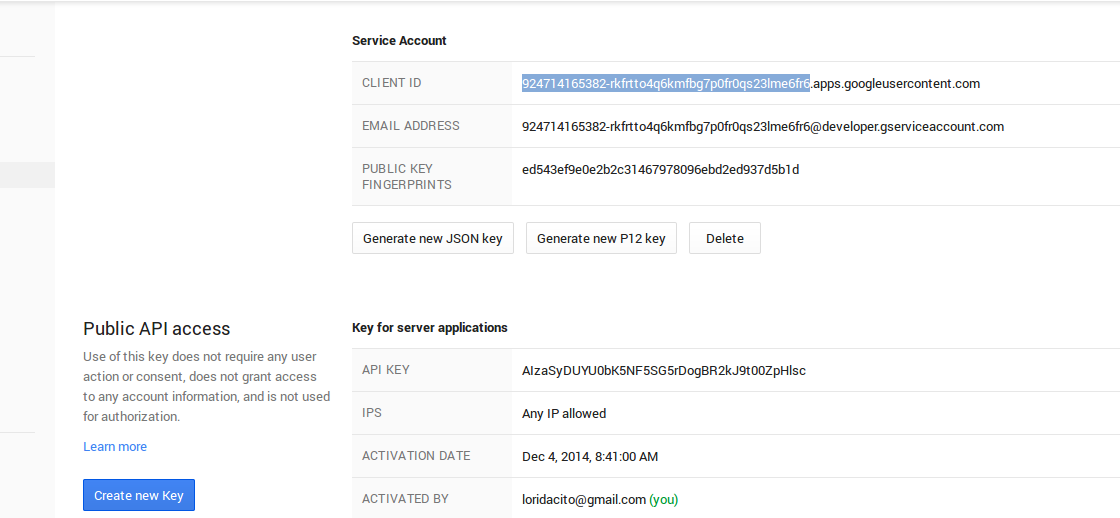 Service Account
CLIENT ID
924714165382-rkfrtto4q6kmfbg7p0fr0qs23lme6fr6.apps.googleusercontent.com
EMAIL ADDRESS
924714165382-rkfrtto4q6kmfbg7p0fr0qs23lme6fr6@developer.gserviceaccount.com
PUBLIC KEY
FINGERPRINTS
ed543ef9e0e2b2c31467978096ebd2ed937d5b1d
Generate new JSON key
Generate new P12 key
Delete
Public API access
Use of this key does not require any user
action or consent, does not grant access
to any account information, and is not used
for authorization.
Learn more
Create new Key
Key for server applications
API KEY
AIzaSyDUYU0bK5NF5SG5rDogBR2kJ9t00ZpHlsc
IPS
Any IP allowed
ACTIVATION DATE
Dec 4, 2014, 8:41:00 AM
ACTIVATED BY
loridacito@gmail.com (you)